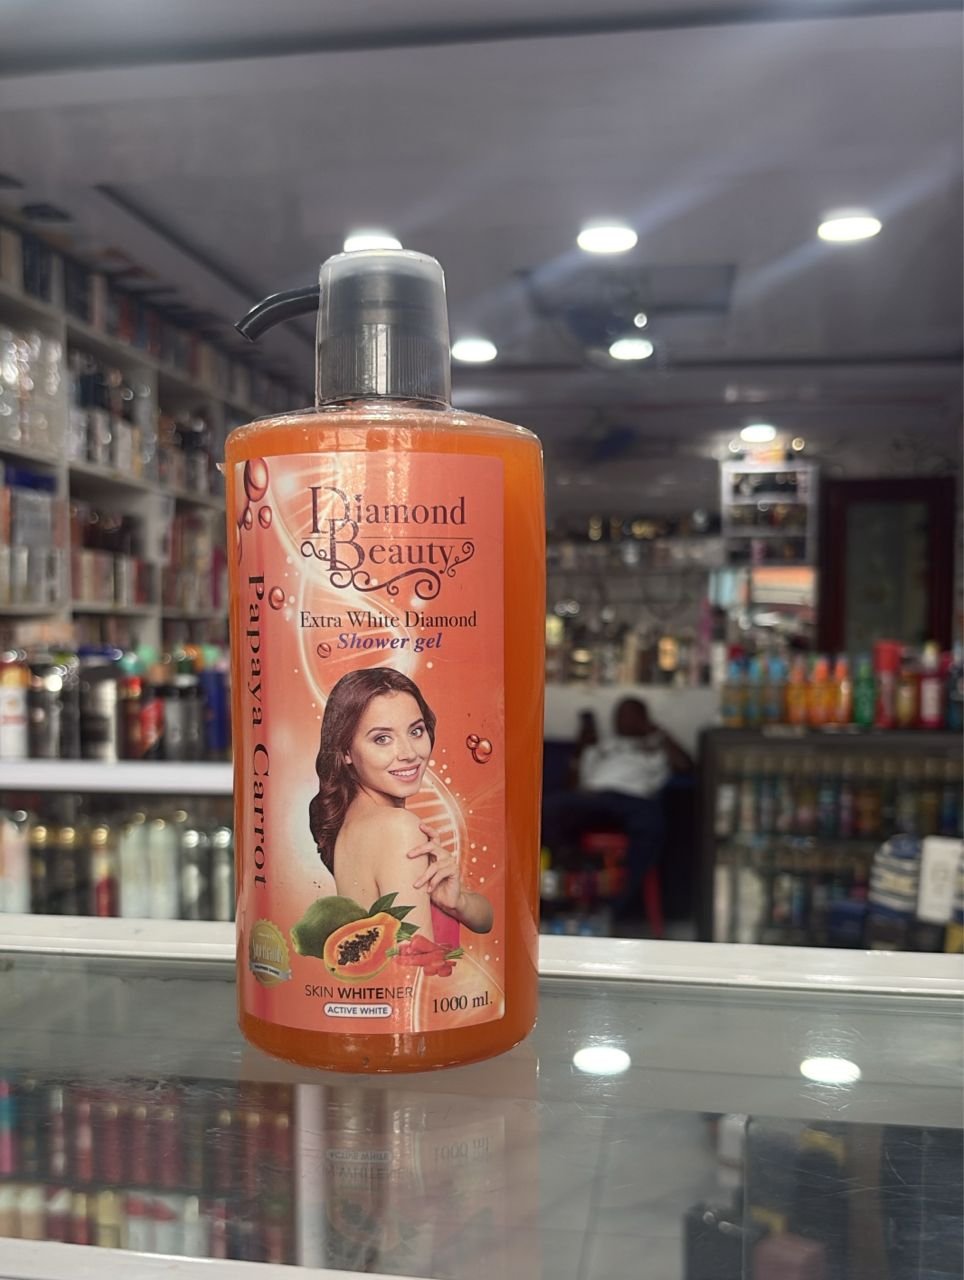 Diamond
Beauty
Extra White Diamond
Shower gel
Papaya Carrot
SKIN WHITENER
ACTIVE WHITE
1000 ml.